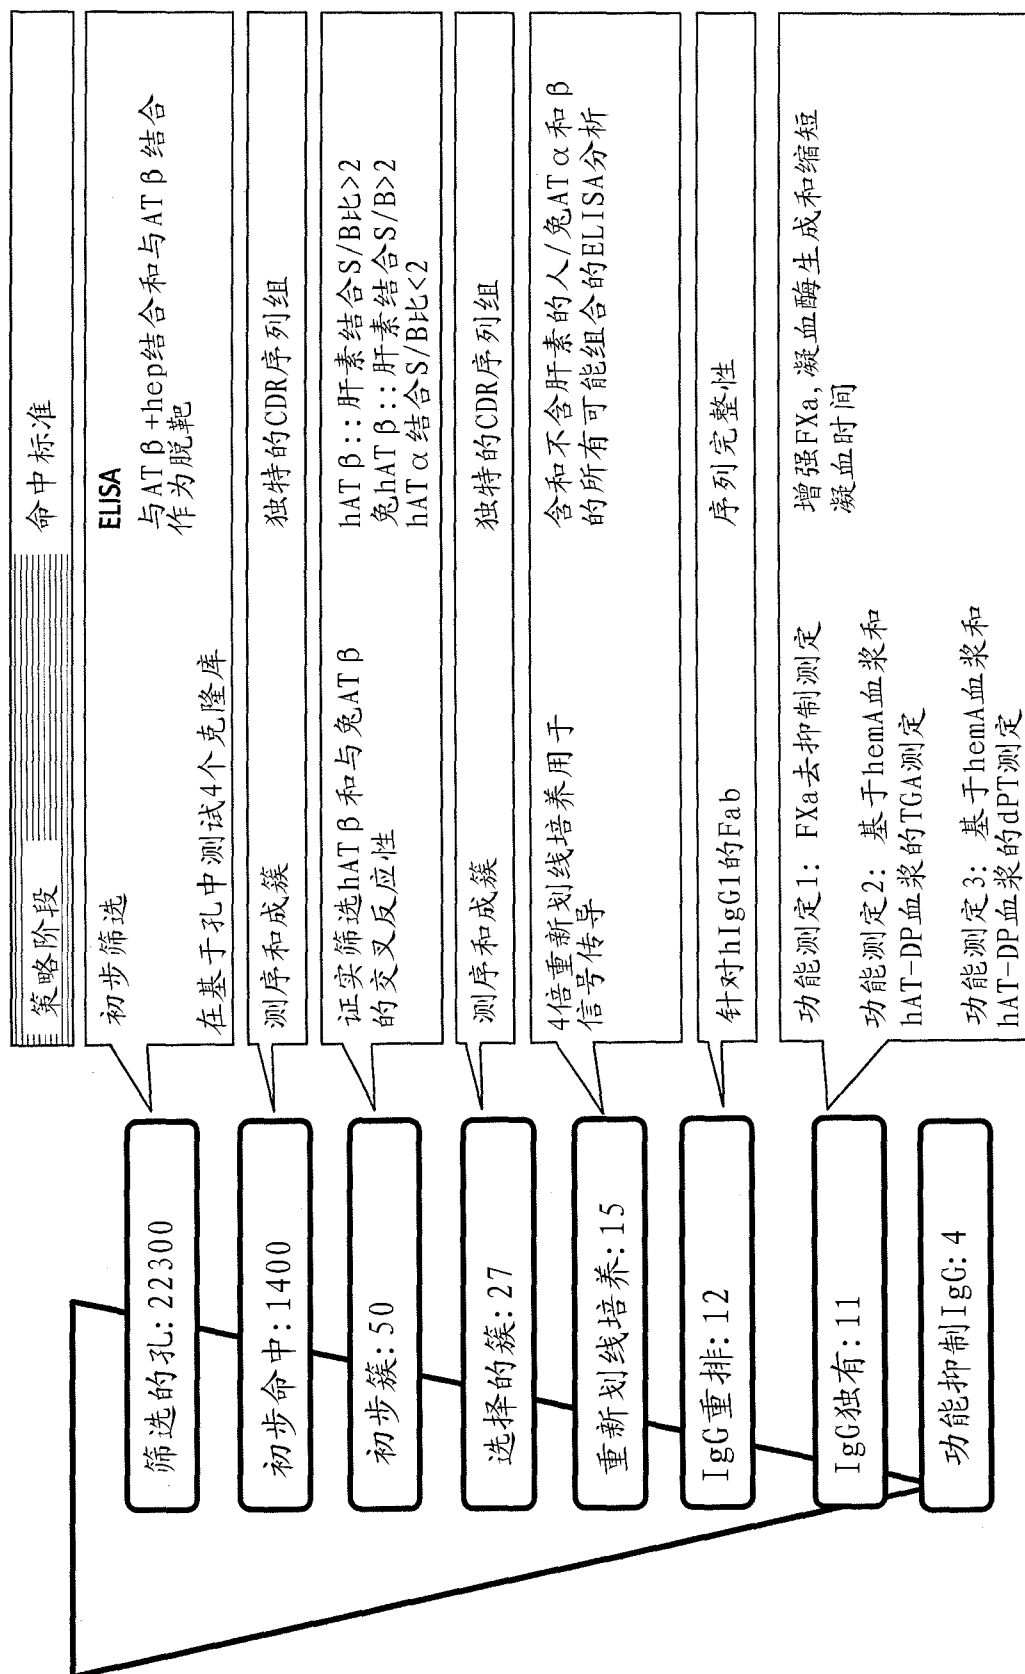 策略阶段
命中标准
筛选的孔:22300
初步筛选
在基于孔中测试4个克隆库
ELISA
与ATβ+hep结合和与ATβ结合
作为脱靶
初步命中:1400
测序和成簇
独特的CDR序列组
初步簇:50
证实筛选hATβ和与兔ATβ
的交叉反应性
hATβ::肝素结合S/B比>2
兔hATβ::肝素结合S/B>2
hATα结合S/B比<2
选择的簇:27
测序和成簇
独特的CDR序列组
重新划线培养:15
4倍重新划线培养用于
信号传导
含和不含肝素的人/兔ATα和β
的所有可能组合的ELISA分析
IgG重排:12
针对hIgG1的Fab
序列完整性
IgG独有:11
功能测定1: FXa去抑制测定
功能测定2: 基于hemA血浆和
hAT-DP血浆的TGA测定
功能测定3: 基于hemA血浆和
hAT-DP血浆的dPT测定
增强FXa,凝血酶生成和缩短
凝血时间
功能抑制IgG:4